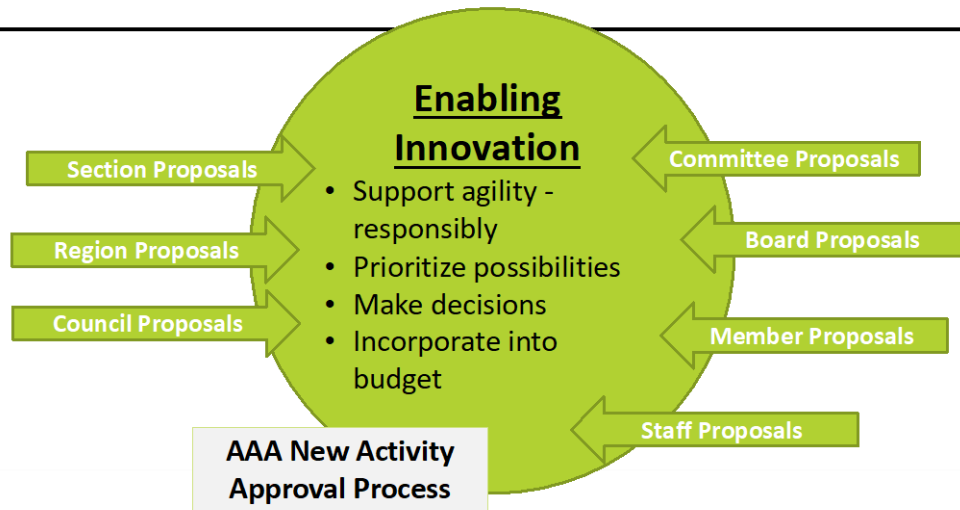 Enabling
Innovation
• Support agility -
responsibly
• Prioritize possibilities
• Make decisions
• Incorporate into
budget
Section Proposals
Region Proposals
Council Proposals
Committee Proposals
Board Proposals
Member Proposals
Staff Proposals
AAA New Activity
Approval Process